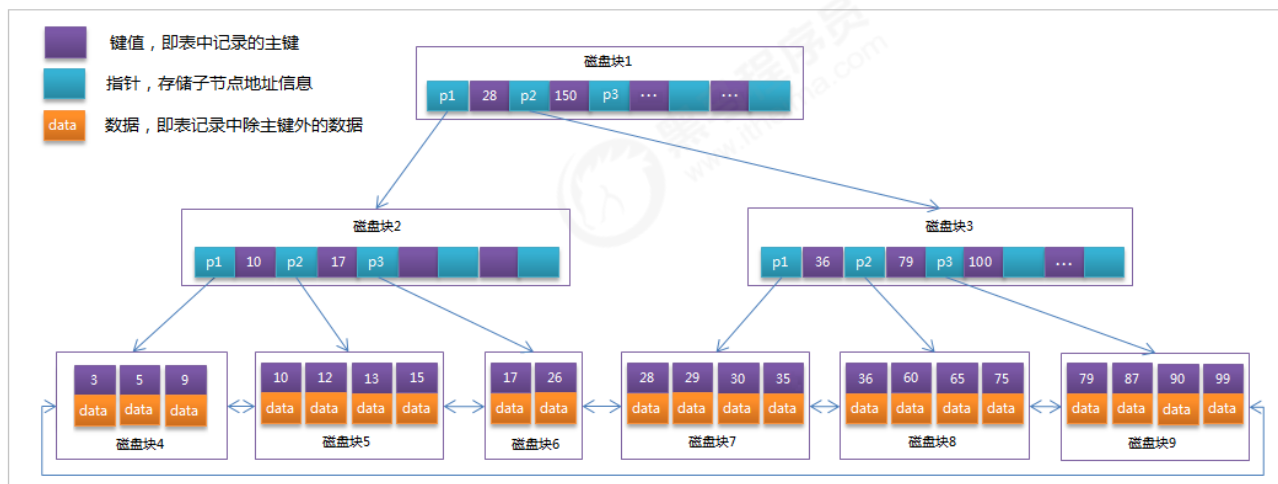 键值，即表中记录的主键
指针，存储子节点地址信息
data 数据，即表记录中除主键外的数据
磁盘块1
p1 28 p2 150 p3 ... ...
磁盘块2
p1 10 p2 17 p3
磁盘块3
p1 36 p2 79 p3 100 ...
3 5 9
data data data
磁盘块4
10 12 13 15
data data data data
磁盘块5
17 26
data data
磁盘块6
28 29 30 35
data data data data
磁盘块7
36 60 65 75
data data data data
磁盘块8
79 87 90 99
data data data data
磁盘块9